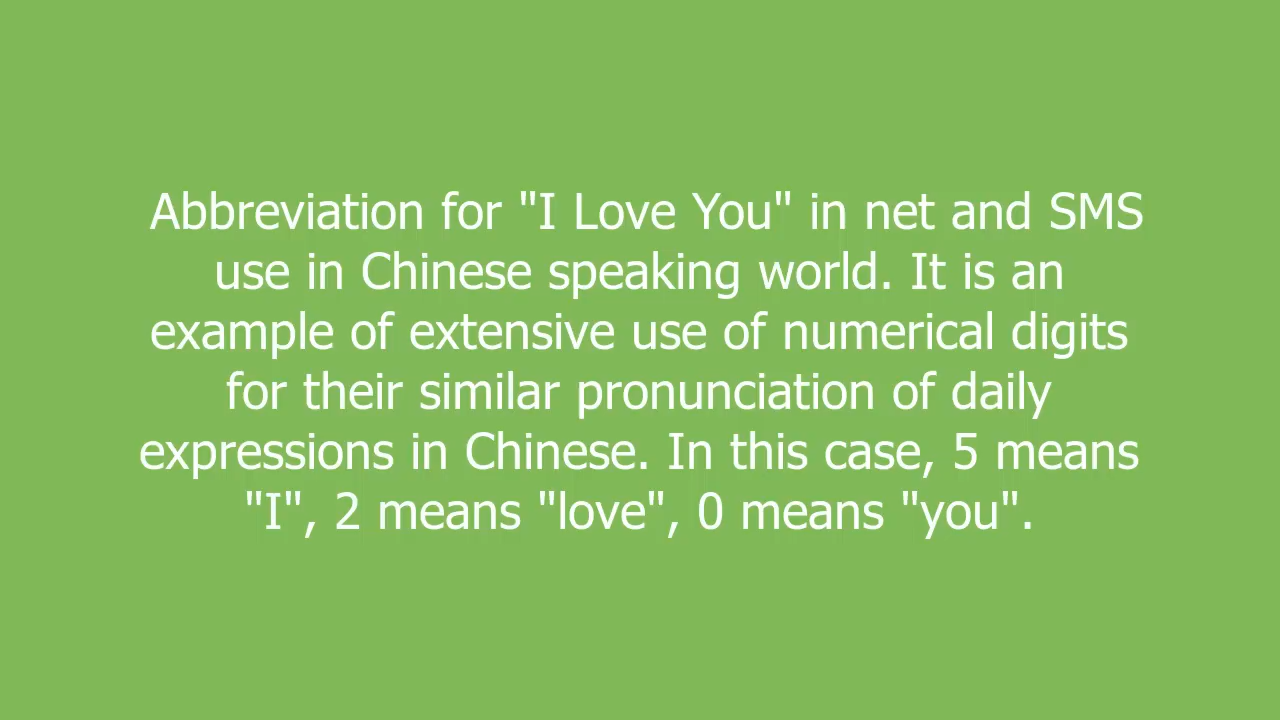 Abbreviation for "I Love You" in net and SMS
use in Chinese speaking world. It is an
example of extensive use of numerical digits
for their similar pronunciation of daily
expressions in Chinese. In this case, 5 means
"I", 2 means "love", 0 means "you".